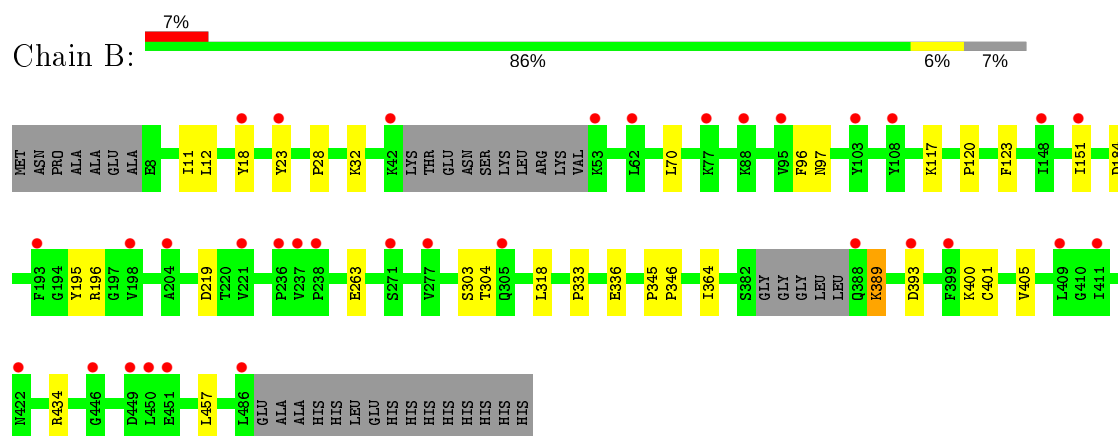 7%
Chain B:
86% 6% 7%
MET ASN PRO ALA ALA GLU ALA E8 I11 L12 Y18 Y23 P28 K32 K42 LYS THR GLU ASN SER LYS LEU ARG LYS VAL K53 L62 L70 K77 K88 V95 F96 N97 Y103 Y108 K117 P120 F123 I148 I151 D184
F193 G194 Y195 R196 G197 V198 A204 D219 T220 V221 P236 V237 P238 E263 S271 V277 S303 T304 Q305 L318 P333 E336 P345 P346 I364 S382 GLY GLY GLY LEU LEU Q388 K389 D393 F399 K400 C401 V405 L409 G410 I411
N422 R434 G446 D449 L450 E451 L457 L486 GLU ALA ALA HIS HIS LEU GLU HIS HIS HIS HIS HIS HIS HIS